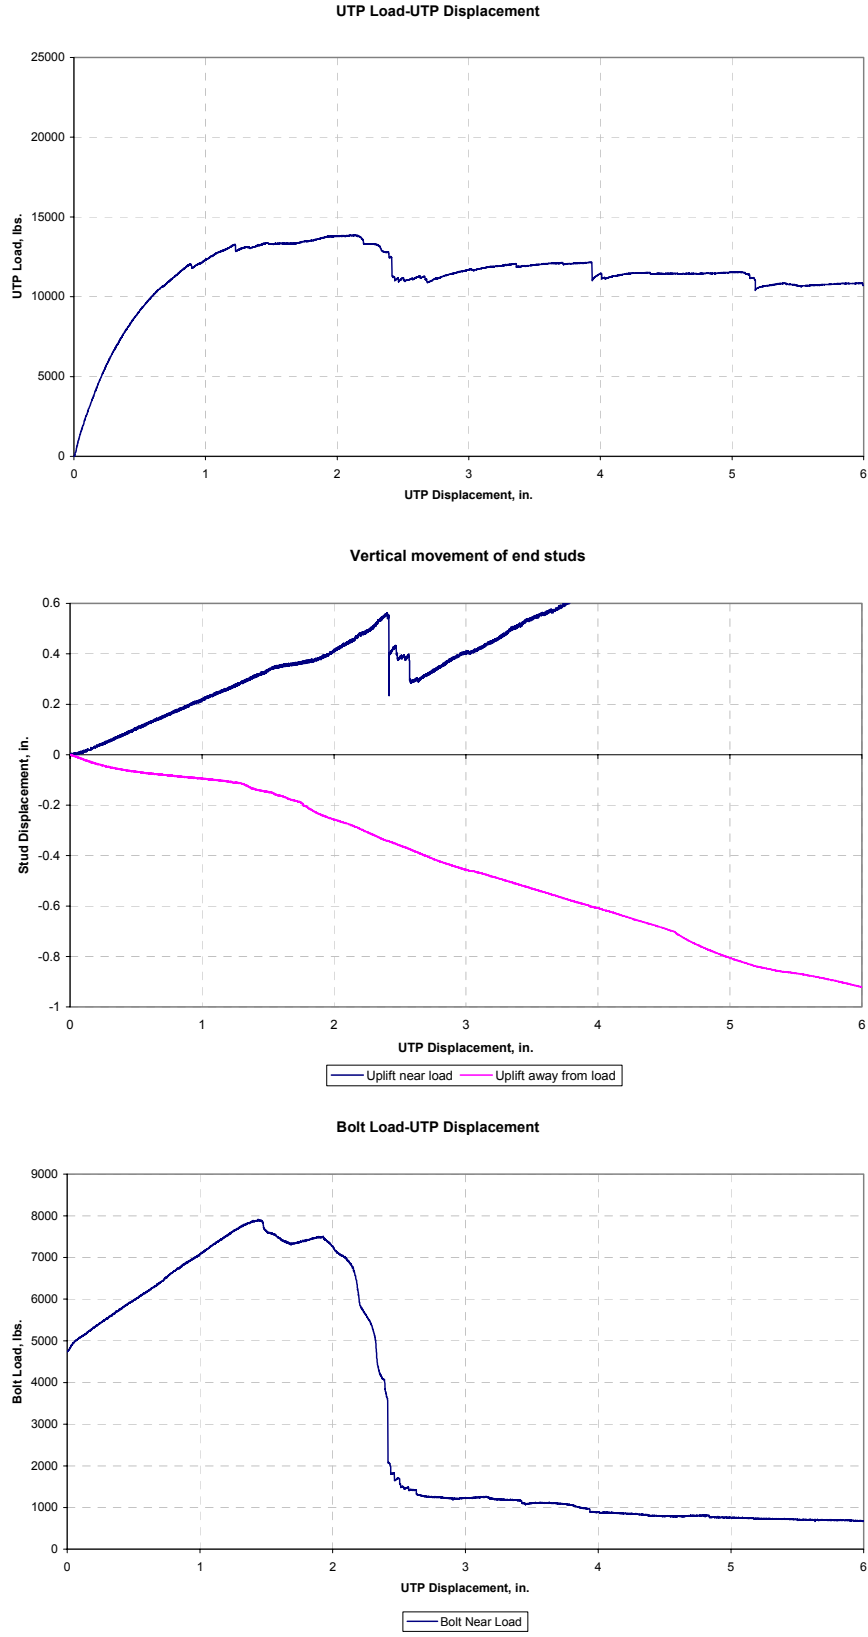 UTP Load-UTP Displacement
25000
20000
15000
10000
5000
0
0 1 2 3 4 5 6
UTP Load, lbs.
UTP Displacement, in.
Vertical movement of end studs
0.6
0.4
0.2
0
-0.2
-0.4
-0.6
-0.8
-1
0 1 2 3 4 5 6
Stud Displacement, in.
UTP Displacement, in.
Uplift near load Uplift away from load
Bolt Load-UTP Displacement
9000
8000
7000
6000
5000
4000
3000
2000
1000
0
0 1 2 3 4 5 6
Bolt Load, lbs.
UTP Displacement, in.
Bolt Near Load